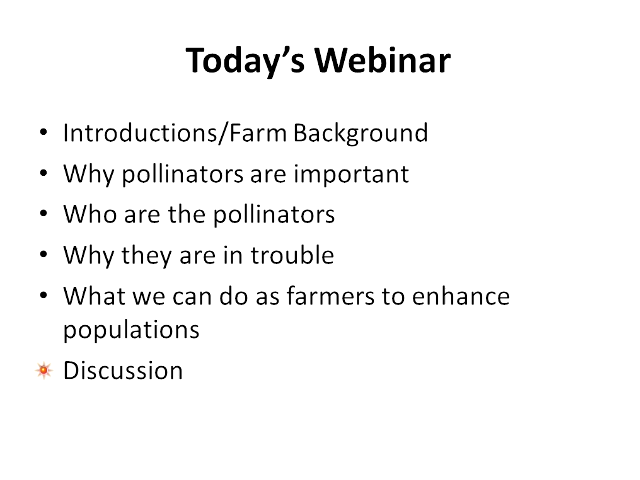 Today’s Webinar
• Introductions/Farm Background
• Why pollinators are important
• Who are the pollinators
• Why they are in trouble
• What we can do as farmers to enhance
populations
Discussion